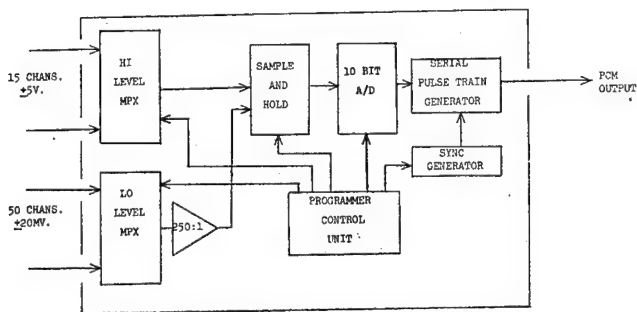 15 CHANS.
±5V.
HI
LEVEL
MPX
SAMPLE
AND
HOLD
10 BIT
A/D
SERIAL
PULSE TRAIN
GENERATOR
PCM
OUTPUT
SYNC
GENERATOR
50 CHANS.
±20MV.
LO
LEVEL
MPX
250:1
PROGRAMMER
CONTROL
UNIT